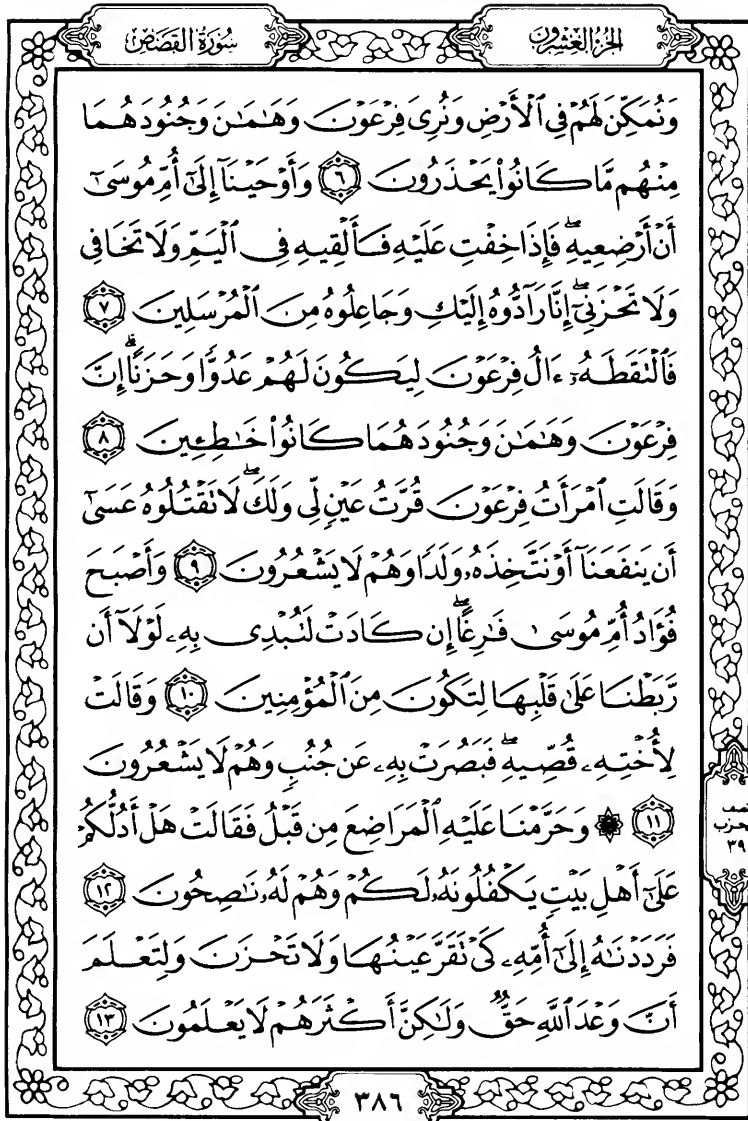 سُورَةُ القَصَصِ
الجُزْءُ العِشْرُونَ
وَنُمَكِّنَ لَهُمْ فِي ٱلْأَرْضِ وَنُرِىَ فِرْعَوْنَ وَهَـٰمَـٰنَ وَجُنُودَهُمَا
مِنْهُم مَّا كَانُوا۟ يَحْذَرُونَ ٦ وَأَوْحَيْنَآ إِلَىٰٓ أُمِّ مُوسَىٰٓ
أَنْ أَرْضِعِيهِ ۖ فَإِذَا خِفْتِ عَلَيْهِ فَأَلْقِيهِ فِى ٱلْيَمِّ وَلَا تَخَافِى
وَلَا تَحْزَنِىٓ ۖ إِنَّا رَآدُّوهُ إِلَيْكِ وَجَاعِلُوهُ مِنَ ٱلْمُرْسَلِينَ ٧
فَٱلْتَقَطَهُۥٓ ءَالُ فِرْعَوْنَ لِيَكُونَ لَهُمْ عَدُوًّا وَحَزَنًا ۗ إِنَّ
فِرْعَوْنَ وَهَـٰمَـٰنَ وَجُنُودَهُمَا كَانُوا۟ خَـٰطِـِٔينَ ٨
وَقَالَتِ ٱمْرَأَتُ فِرْعَوْنَ قُرَّتُ عَيْنٍ لِّى وَلَكَ ۖ لَا تَقْتُلُوهُ عَسَىٰٓ
أَن يَنفَعَنَآ أَوْ نَتَّخِذَهُۥ وَلَدًا وَهُمْ لَا يَشْعُرُونَ ٩ وَأَصْبَحَ
فُؤَادُ أُمِّ مُوسَىٰ فَـٰرِغًا ۖ إِن كَادَتْ لَتُبْدِى بِهِۦ لَوْلَآ أَن
رَّبَطْنَا عَلَىٰ قَلْبِهَا لِتَكُونَ مِنَ ٱلْمُؤْمِنِينَ ١٠ وَقَالَتْ
لِأُخْتِهِۦ قُصِّيهِ ۖ فَبَصُرَتْ بِهِۦ عَن جُنُبٍ وَهُمْ لَا يَشْعُرُونَ
١١ ۞ وَحَرَّمْنَا عَلَيْهِ ٱلْمَرَاضِعَ مِن قَبْلُ فَقَالَتْ هَلْ أَدُلُّكُمْ
عَلَىٰٓ أَهْلِ بَيْتٍ يَكْفُلُونَهُۥ لَكُمْ وَهُمْ لَهُۥ نَـٰصِحُونَ ١٢
فَرَدَدْنَـٰهُ إِلَىٰٓ أُمِّهِۦ كَىْ تَقَرَّ عَيْنُهَا وَلَا تَحْزَنَ وَلِتَعْلَمَ
أَنَّ وَعْدَ ٱللَّهِ حَقٌّ وَلَـٰكِنَّ أَكْثَرَهُمْ لَا يَعْلَمُونَ ١٣
٣٩
٣٨٦